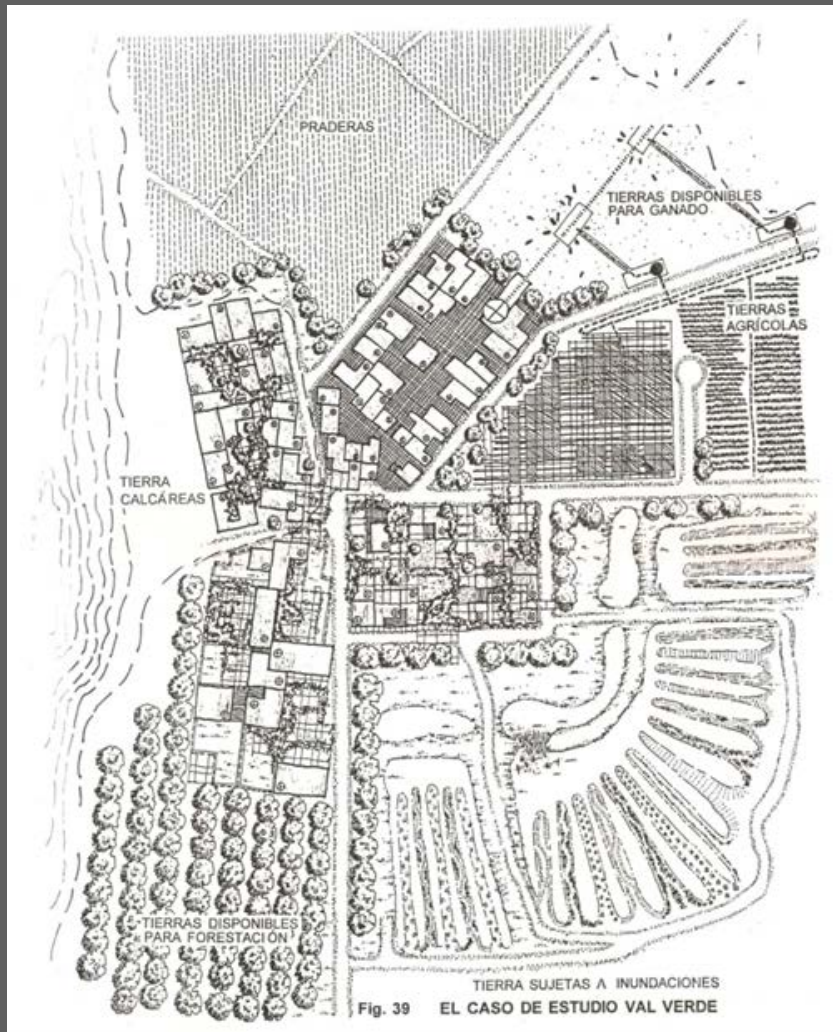 PRADERAS
TIERRAS DISPONIBLES
PARA GANADO
TIERRAS
AGRÍCOLAS
TIERRA
CALCÁREAS
TIERRAS DISPONIBLES
PARA FORESTACIÓN
TIERRA SUJETAS A INUNDACIONES
Fig. 39 EL CASO DE ESTUDIO VAL VERDE